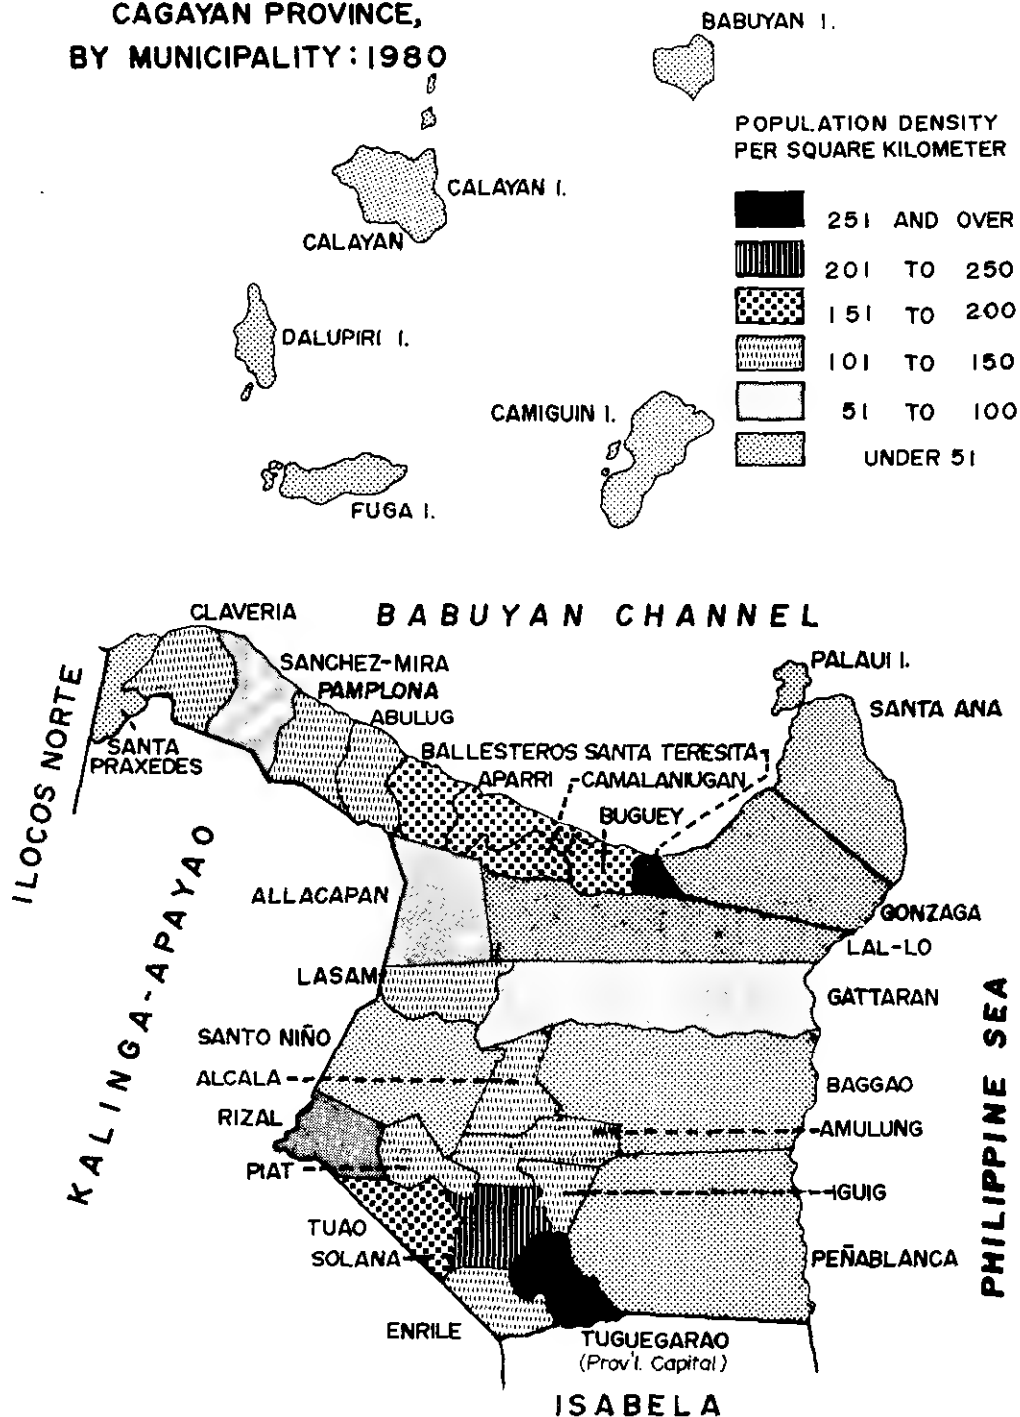 CAGAYAN PROVINCE,
BY MUNICIPALITY: 1980
BABUYAN I.
POPULATION DENSITY
PER SQUARE KILOMETER
251 AND OVER
201 TO 250
151 TO 200
101 TO 150
51 TO 100
UNDER 51
CALAYAN I.
CALAYAN
DALUPIRI I.
CAMIGUIN I.
FUGA I.
CLAVERIA
BABUYAN CHANNEL
SANCHEZ-MIRA
PAMPLONA
ABULUG
PALAUI I.
SANTA ANA
ILOCOS NORTE
SANTA
PRAXEDES
BALLESTEROS SANTA TERESITA
APARRI CAMALANIUGAN
BUGUEY
ALLACAPAN
GONZAGA
LAL-LO
LASAM
GATTARAN
KALINGA-APAYAO
PHILIPPINE SEA
SANTO NIÑO
ALCALA
BAGGAO
RIZAL
AMULUNG
PIAT
IGUIG
TUAO
SOLANA
PEÑABLANCA
ENRILE
TUGUEGARAO
(Prov'l. Capital)
ISABELA